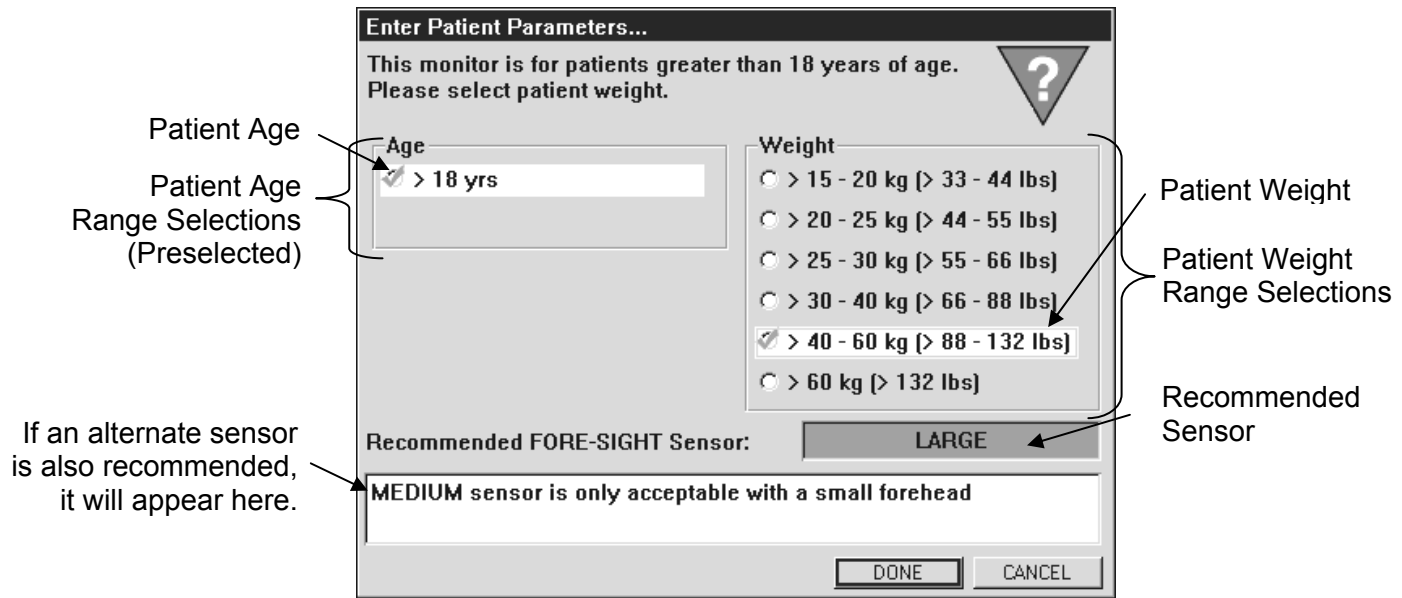 Enter Patient Parameters...
This monitor is for patients greater than 18 years of age.
Please select patient weight.
?
Patient Age
Patient Age
Range Selections
(Preselected)
Age
> 18 yrs
Weight
> 15 - 20 kg (> 33 - 44 lbs)
> 20 - 25 kg (> 44 - 55 lbs)
> 25 - 30 kg (> 55 - 66 lbs)
> 30 - 40 kg (> 66 - 88 lbs)
> 40 - 60 kg (> 88 - 132 lbs)
> 60 kg (> 132 lbs)
Patient Weight
Patient Weight
Range Selections
Recommended
Sensor
If an alternate sensor
is also recommended,
it will appear here.
Recommended FORE-SIGHT Sensor:
LARGE
MEDIUM sensor is only acceptable with a small forehead
DONE
CANCEL